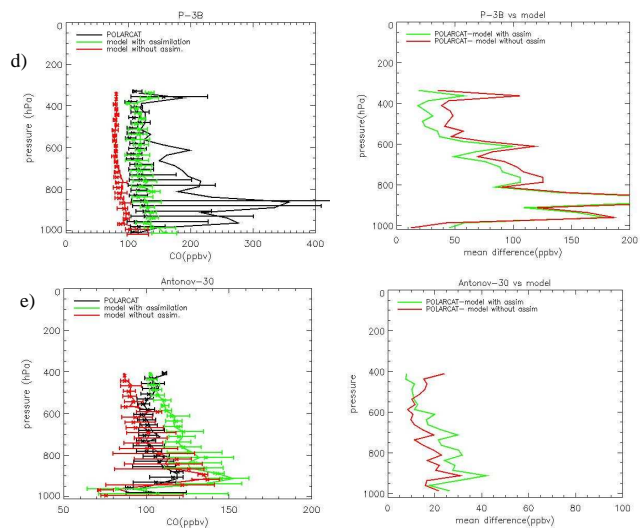 d)
P-3B
0
200
400
600
800
1000
pressure (hPa)
POLARCAT
model with assimilation
model without assim.
0 100 200 300 400
CO(ppbv)
P-3B vs model
0
200
400
600
800
1000
pressure (hPa)
POLARCAT-model with assim
POLARCAT- model without assim
0 50 100 150 200
mean difference(ppbv)
e)
Antonov-30
0
200
400
600
800
1000
pressure (hPa)
POLARCAT
model with assimilation
model without assim.
50 100 150 200
CO(ppbv)
Antonov-30 vs model
0
200
400
600
800
1000
pressure
POLARCAT-model with assim
POLARCAT- model without assim
0 20 40 60 80 100
mean difference(ppbv)